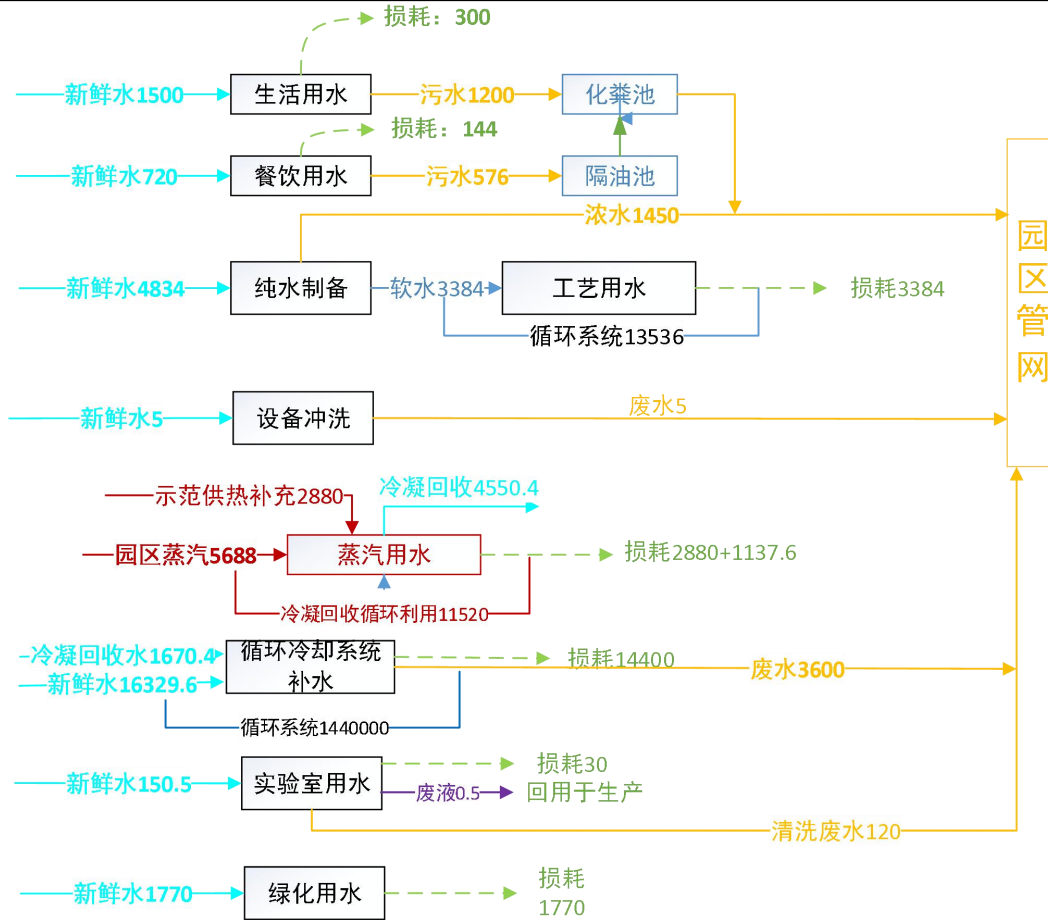 损耗：300
新鲜水1500
生活用水
污水1200
化粪池
损耗：144
新鲜水720
餐饮用水
污水576
隔油池
浓水1450
园区管网
新鲜水4834
纯水制备
软水3384
工艺用水
损耗3384
循环系统13536
新鲜水5
设备冲洗
废水5
示范供热补充2880
冷凝回收4550.4
园区蒸汽5688
蒸汽用水
损耗2880+1137.6
冷凝回收循环利用11520
冷凝回收水1670.4
新鲜水16329.6
循环冷却系统
补水
损耗14400
废水3600
循环系统1440000
新鲜水150.5
实验室用水
损耗30
废液0.5
回用于生产
清洗废水120
新鲜水1770
绿化用水
损耗
1770